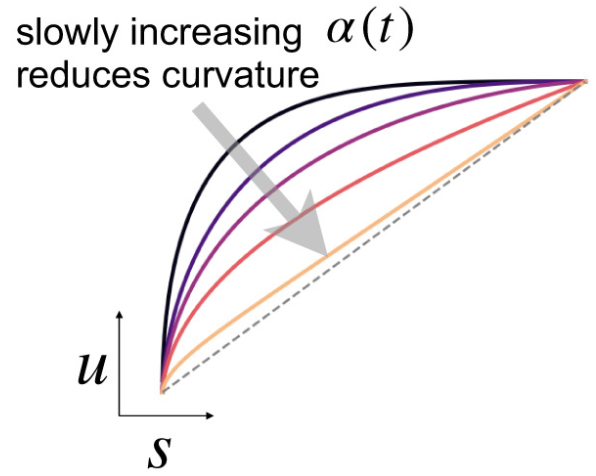 slowly increasing α(t)
reduces curvature
u
s